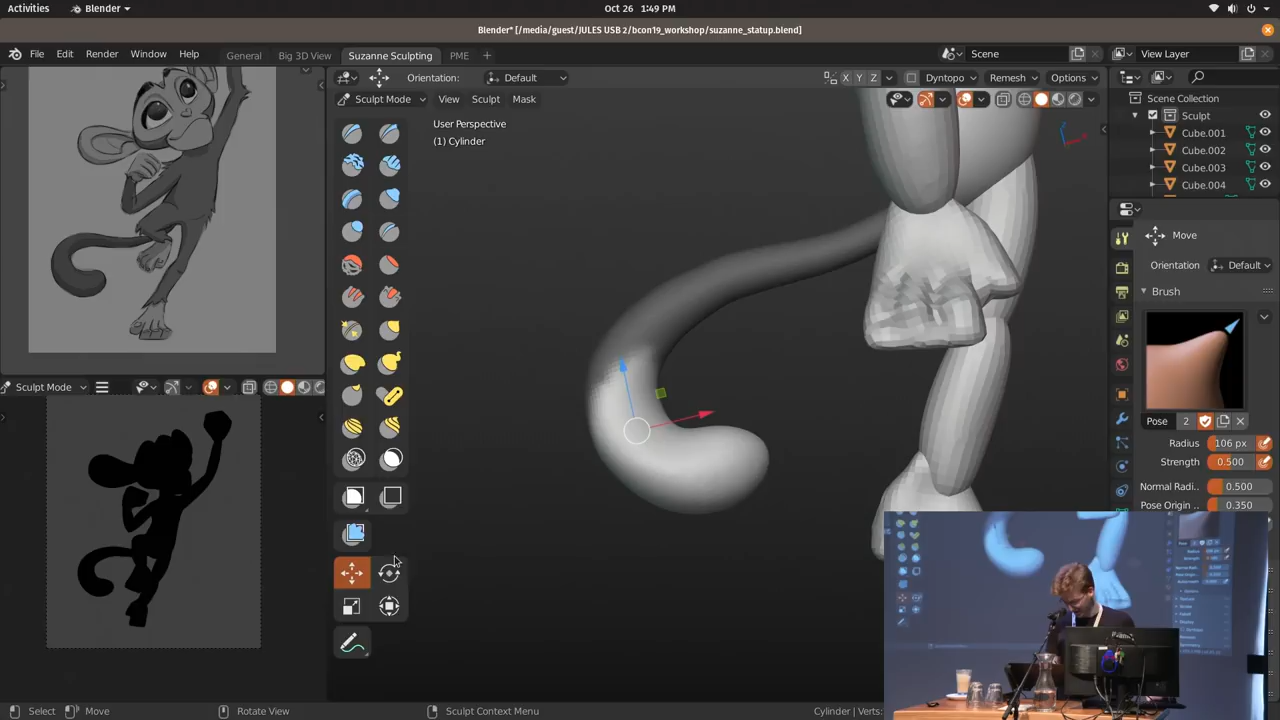 Activities
Blender
Oct 26 1:49 PM
Blender* [/media/guest/JULES USB 2/bcon19_workshop/suzanne_statup.blend]
File Edit Render Window Help
General Big 3D View Suzanne Sculpting PME +
Scene
View Layer
Orientation: Default
X Y Z
Dyntopo
Remesh
Options
Sculpt Mode View Sculpt Mask
Scene Collection
Sculpt
Cube.001
Cube.002
Cube.003
Cube.004
User Perspective
(1) Cylinder
Move
Orientation Default
Brush
Pose 2
Radius 106 px
Strength 0.500
Normal Radi.. 0.500
Pose Origin .. 0.350
Sculpt Mode
Select Move Rotate View Sculpt Context Menu
Cylinder | Verts: